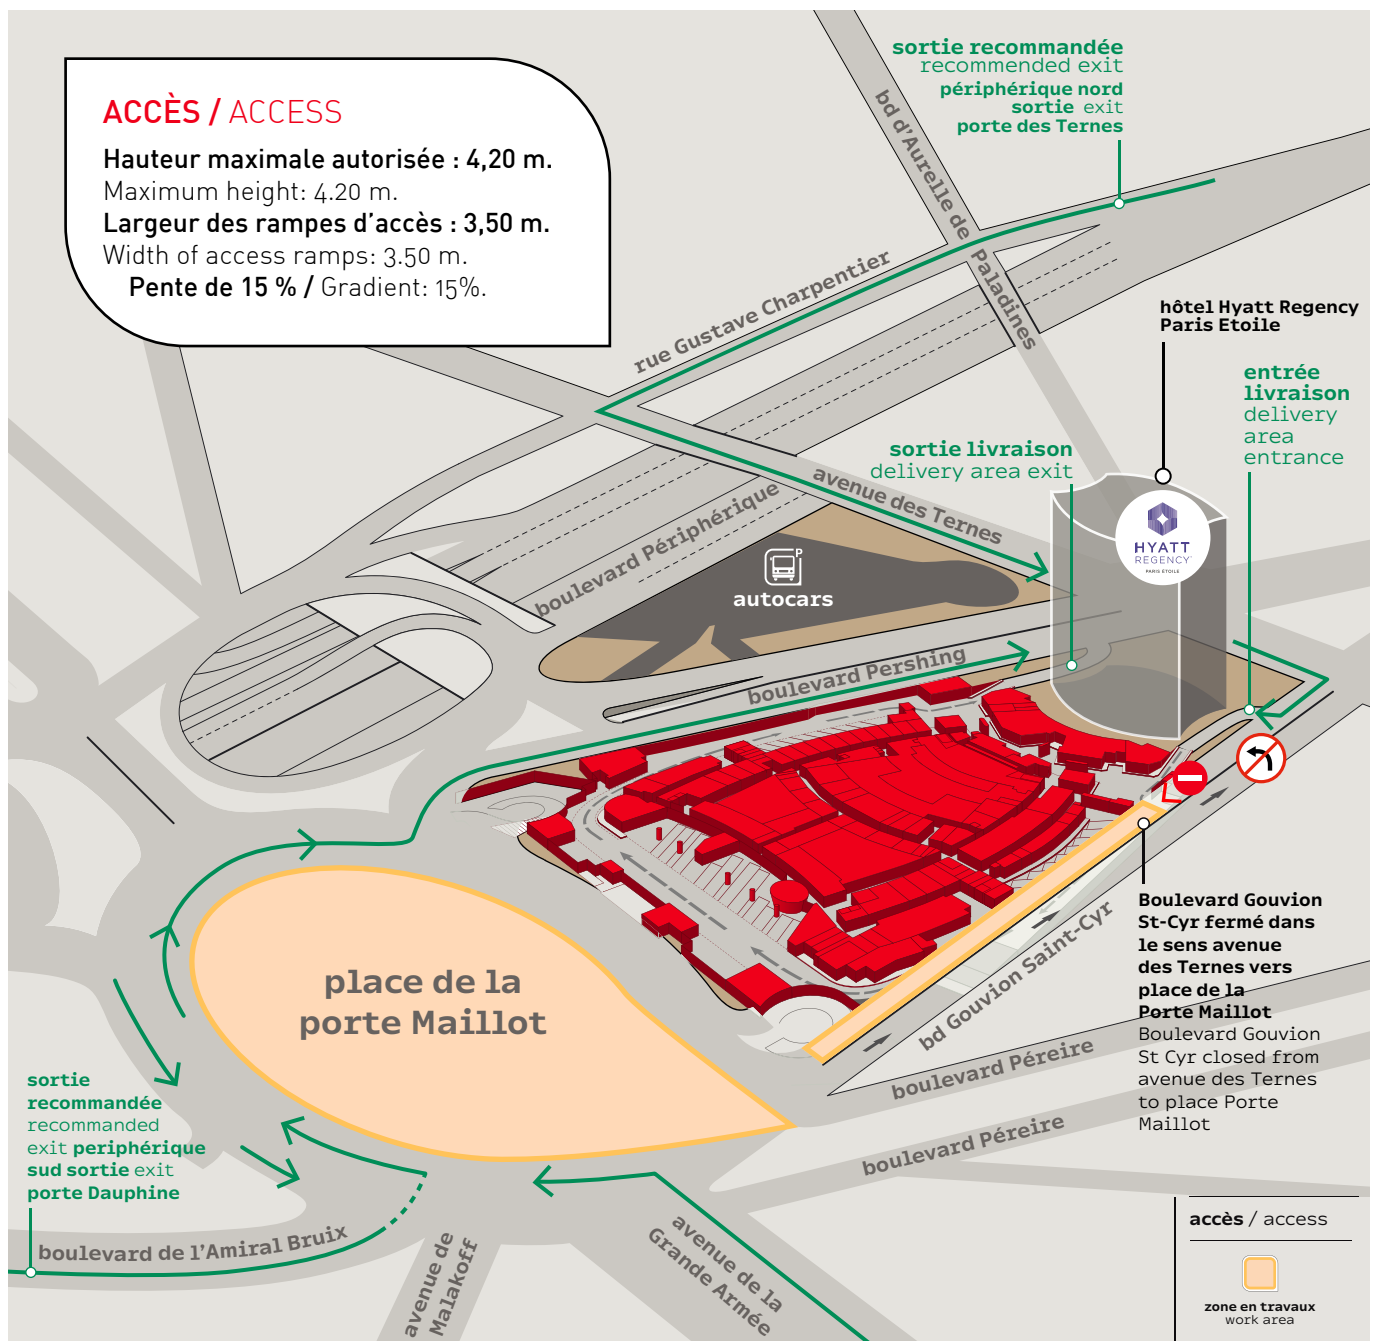 ACCÈS / ACCESS
Hauteur maximale autorisée : 4,20 m.
Maximum height: 4.20 m.
Largeur des rampes d’accès : 3,50 m.
Width of access ramps: 3.50 m.
Pente de 15 % / Gradient: 15%.
sortie recommandée
recommended exit
périphérique nord
sortie exit
porte des Ternes
bd d’Aurelle de Paladines
rue Gustave Charpentier
hôtel Hyatt Regency
Paris Etoile
entrée
livraison
delivery
area
entrance
sortie livraison
delivery area exit
avenue des Ternes
boulevard Périphérique
P
autocars
HYATT
REGENCY
PARIS ETOILE
boulevard Pershing
place de la
porte Maillot
bd Gouvion Saint-Cyr
Boulevard Gouvion
St-Cyr fermé dans
le sens avenue
des Ternes vers
place de la
Porte Maillot
Boulevard Gouvion
St Cyr closed from
avenue des Ternes
to place Porte
Maillot
boulevard Péreire
boulevard Péreire
sortie
recommandée
recommanded
exit periphérique
sud sortie exit
porte Dauphine
boulevard de l’Amiral Bruix
avenue de
Malakoff
avenue de la
Grande Armée
accès / access
zone en travaux
work area